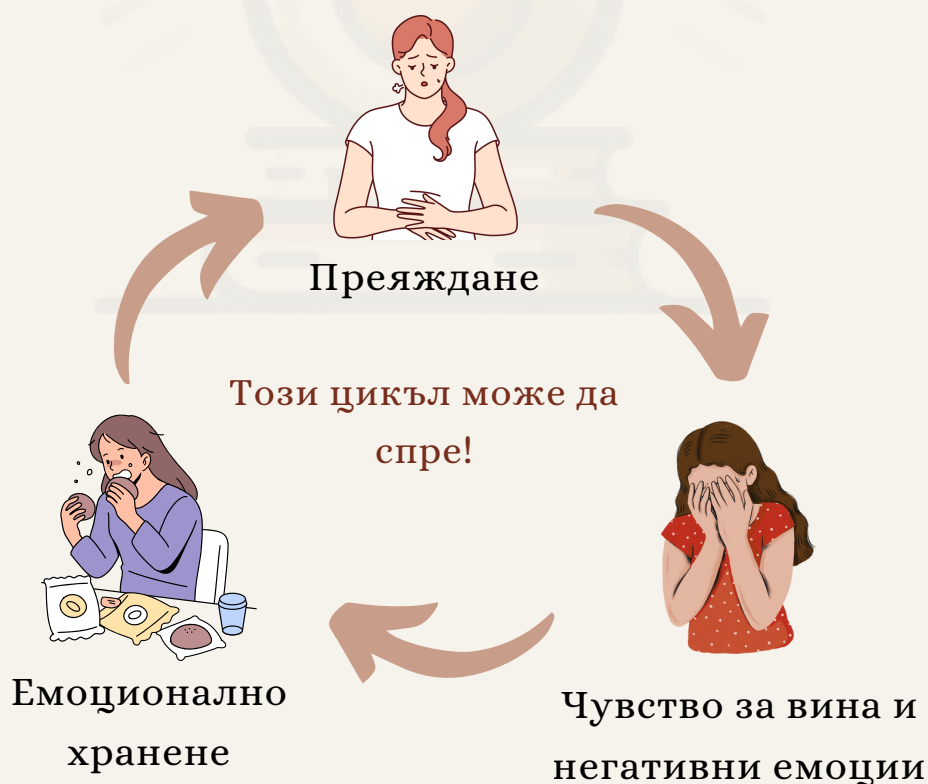 Преяждане
Този цикъл може да
спре!
Емоционално
хранене
Чувство за вина и
негативни емоции